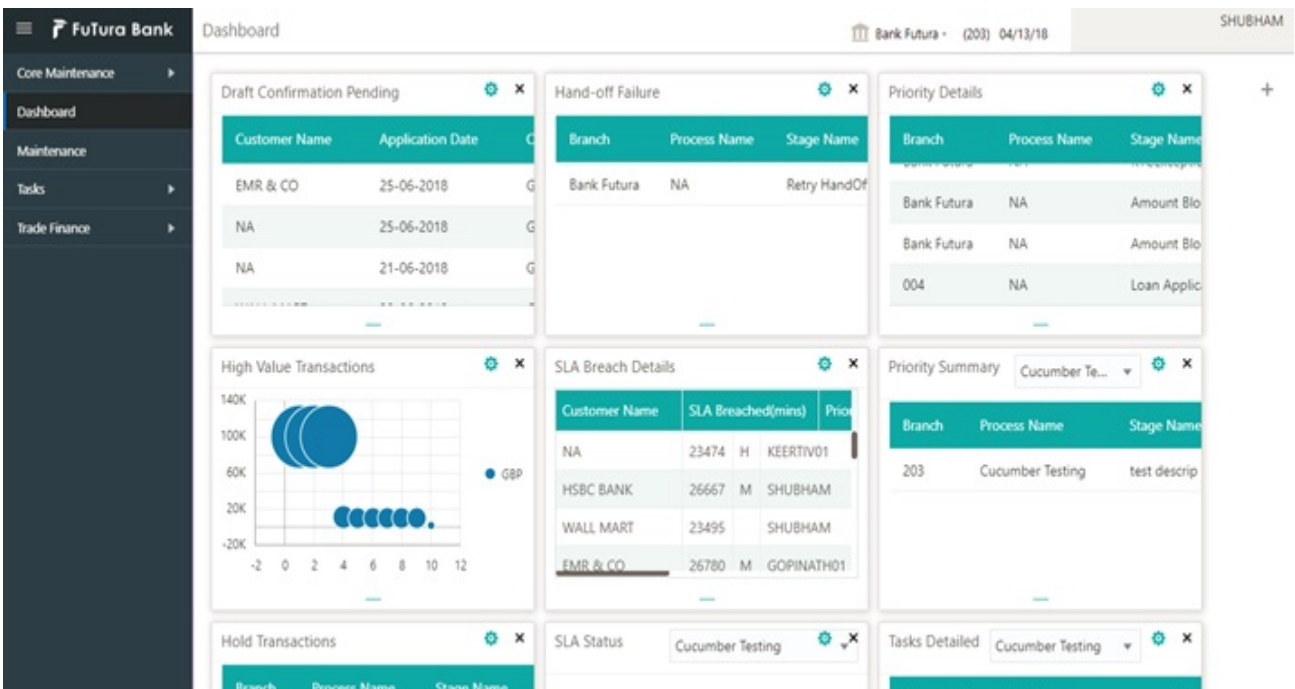 FuTura Bank
Dashboard
Bank Futura - (203) 04/13/18
SHUBHAM
Core Maintenance
Dashboard
Maintenance
Tasks
Trade Finance
Draft Confirmation Pending
Customer Name Application Date
EMR & CO 25-06-2018 G
NA 25-06-2018 G
NA 21-06-2018 G
Hand-off Failure
Branch Process Name Stage Name
Bank Futura NA Retry HandOf
Priority Details
Branch Process Name Stage Name
Bank Futura NA Amount Blo
Bank Futura NA Amount Blo
004 NA Loan Applic
High Value Transactions
140K
100K
60K
20K
-20K
-2 0 2 4 6 8 10 12
GBP
SLA Breach Details
Customer Name SLA Breached(mins) Prior
NA 23474 H KEERTIV01
HSBC BANK 26667 M SHUBHAM
WALL MART 23495 SHUBHAM
EMR & CO 26780 M GOPINATH01
Priority Summary Cucumber Te...
Branch Process Name Stage Name
203 Cucumber Testing test descrip
Hold Transactions
Branch Process Name Stage Name
SLA Status Cucumber Testing
Tasks Detailed Cucumber Testing